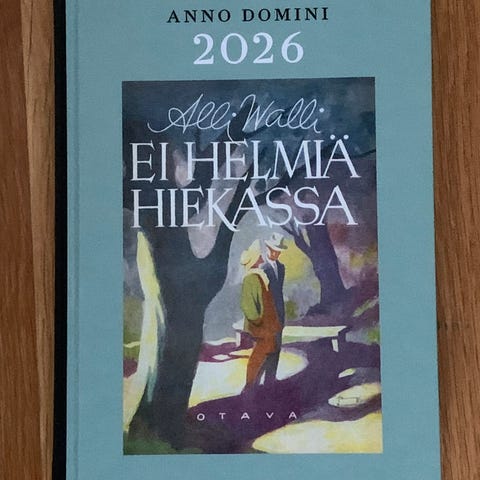 ANNO DOMINI
2026
Alli Walli
EI HELMIÄ
HIEKASSA
OTAVA